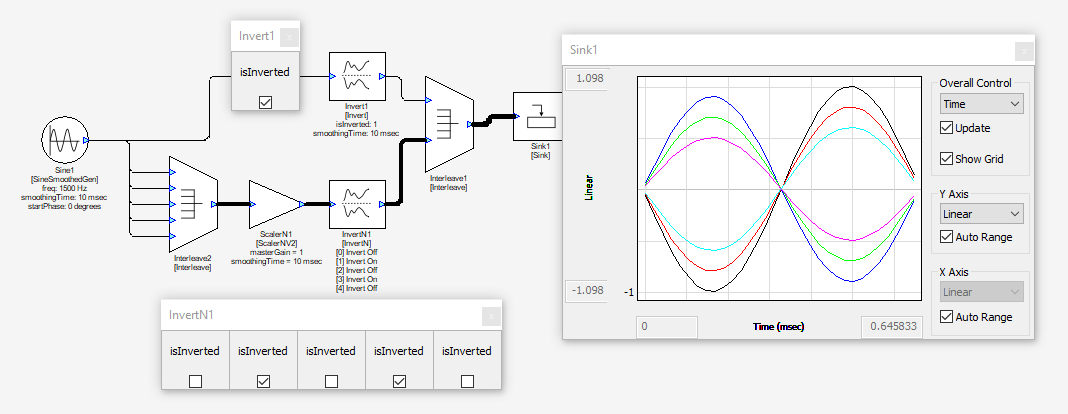 Invert1
x
isInverted
Invert1
[Invert]
isInverted: 1
smoothingTime: 10 msec
Sine1
[SineSmoothedGen]
freq: 1500 Hz
smoothingTime: 10 msec
startPhase: 0 degrees
Interleave2
[Interleave]
ScalerN1
[ScalerNV2]
masterGain = 1
smoothingTime = 10 msec
InvertN1
[InvertN]
[0] Invert Off
[1] Invert On
[2] Invert Off
[3] Invert On
[4] Invert Off
Interleave1
[Interleave]
Sink1
[Sink]
InvertN1
x
isInverted isInverted isInverted isInverted isInverted
Sink1
x
1.098
Linear
-1.098
-1
0
Time (msec)
0.645833
Overall Control
Time
Update
Show Grid
Y Axis
Linear
Auto Range
X Axis
Linear
Auto Range